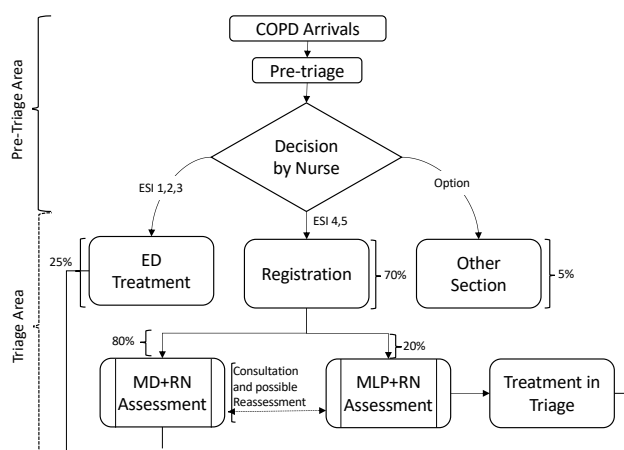 COPD Arrivals
Pre-triage
Pre-Triage Area
Decision
by Nurse
ESI 1,2,3
Option
ESI 4,5
25%
ED
Treatment
Registration
70%
Other
Section
5%
Triage Area
80%
20%
MD+RN
Assessment
Consultation
and possible
Reassessment
MLP+RN
Assessment
Treatment in
Triage